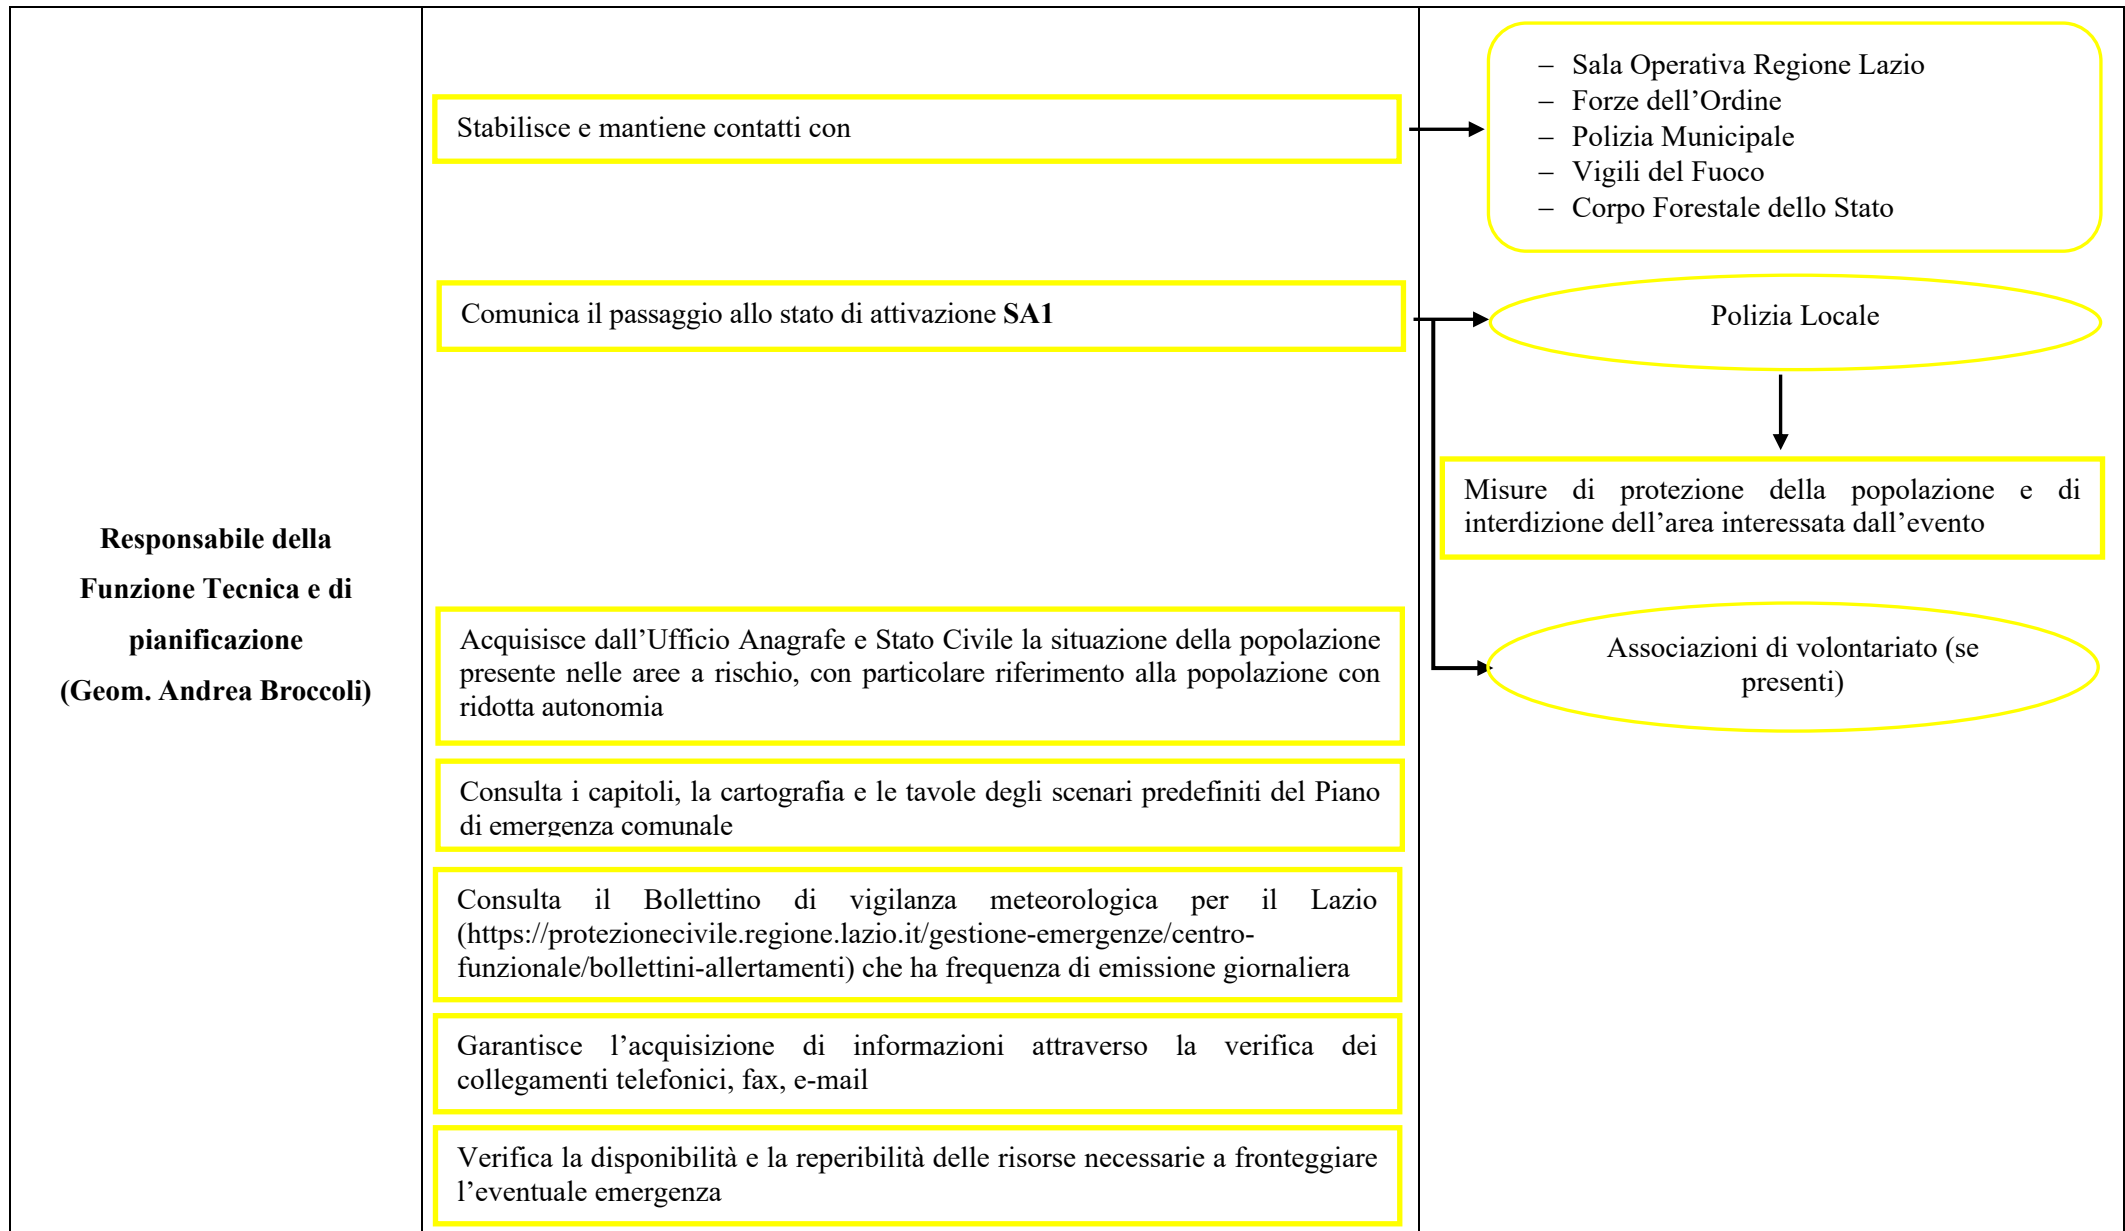 Responsabile della
Funzione Tecnica e di
pianificazione
(Geom. Andrea Broccoli)
Stabilisce e mantiene contatti con
– Sala Operativa Regione Lazio
– Forze dell’Ordine
– Polizia Municipale
– Vigili del Fuoco
– Corpo Forestale dello Stato
Comunica il passaggio allo stato di attivazione SA1
Polizia Locale
Misure di protezione della popolazione e di
interdizione dell’area interessata dall’evento
Associazioni di volontariato (se
presenti)
Acquisisce dall’Ufficio Anagrafe e Stato Civile la situazione della popolazione
presente nelle aree a rischio, con particolare riferimento alla popolazione con
ridotta autonomia
Consulta i capitoli, la cartografia e le tavole degli scenari predefiniti del Piano
di emergenza comunale
Consulta il Bollettino di vigilanza meteorologica per il Lazio
(https://protezionecivile.regione.lazio.it/gestione-emergenze/centro-
funzionale/bollettini-allertamenti) che ha frequenza di emissione giornaliera
Garantisce l’acquisizione di informazioni attraverso la verifica dei
collegamenti telefonici, fax, e-mail
Verifica la disponibilità e la reperibilità delle risorse necessarie a fronteggiare
l’eventuale emergenza